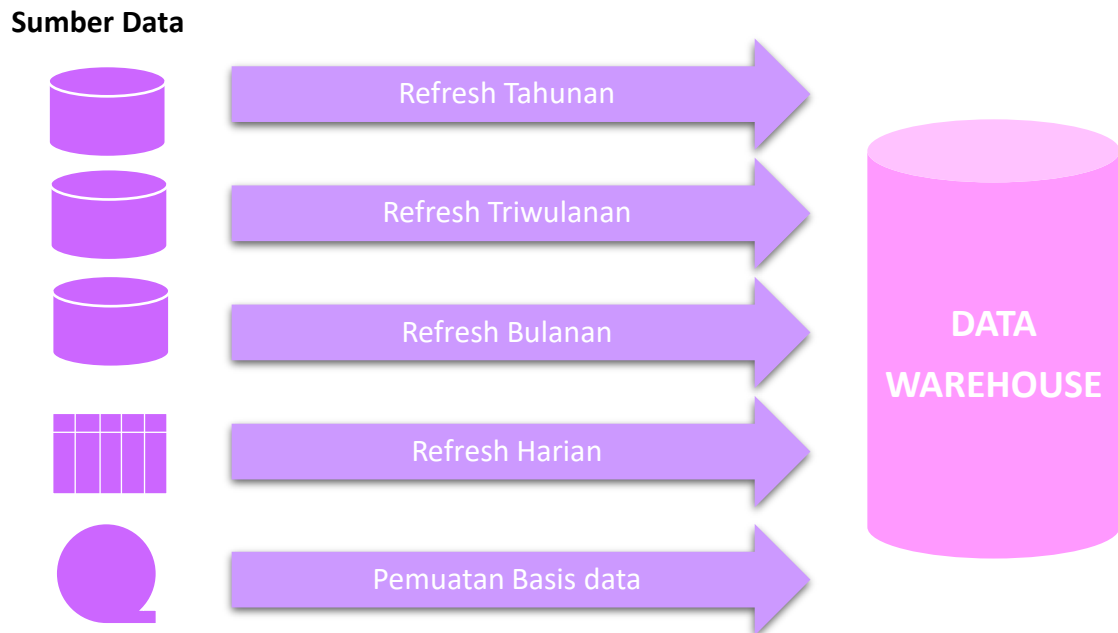 Sumber Data
Refresh Tahunan
Refresh Triwulanan
Refresh Bulanan
Refresh Harian
Pemuatan Basis data
DATA
WAREHOUSE